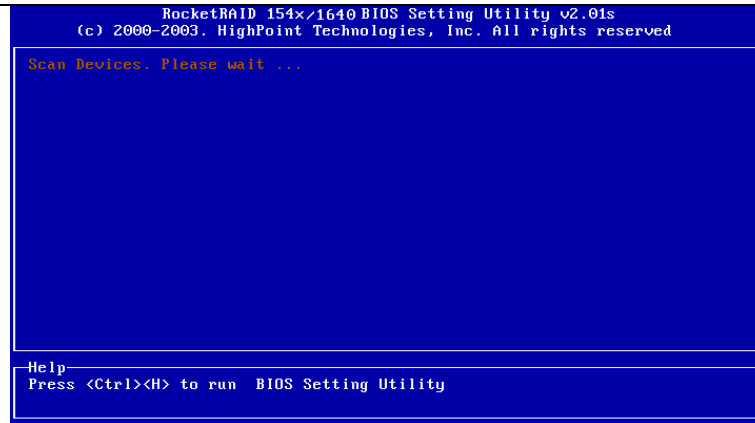 RocketRAID 154x/1640 BIOS Setting Utility v2.01s
(c) 2000-2003. HighPoint Technologies, Inc. All rights reserved
Scan Devices. Please wait ...
Help
Press <Ctrl><H> to run BIOS Setting Utility